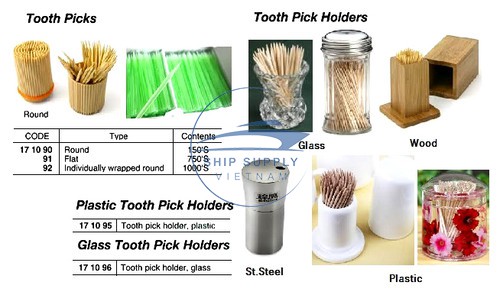 Tooth Picks
Tooth Pick Holders
Round
CODE Type Contents
17 10 90 Round 150'S
91 Flat 750'S
92 Individually wrapped round 1000'S
Glass
Wood
SHIP SUPPLY
VIETNAM
Plastic Tooth Pick Holders
17 10 95 Tooth pick holder, plastic
Glass Tooth Pick Holders
17 10 96 Tooth pick holder, glass
St.Steel
Plastic